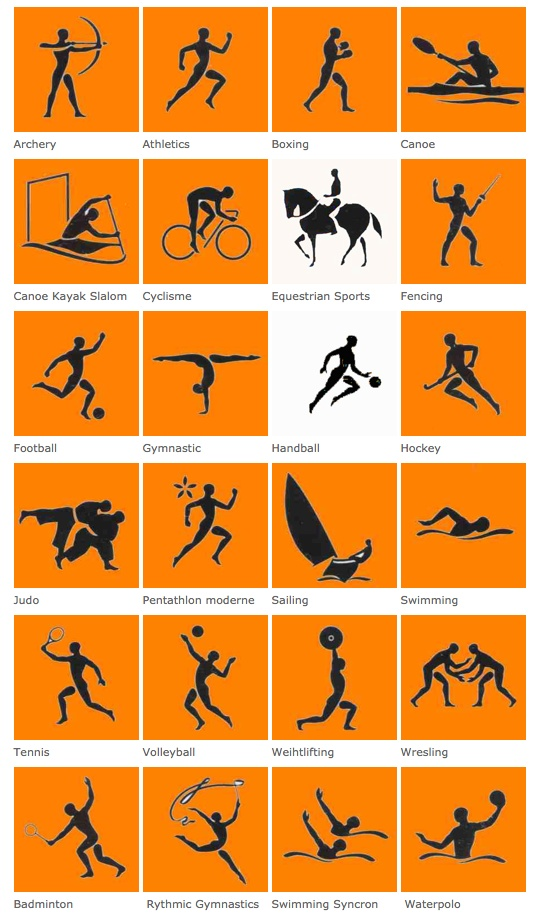 Archery
Athletics
Boxing
Canoe
Canoe Kayak Slalom
Cyclisme
Equestrian Sports
Fencing
Football
Gymnastic
Handball
Hockey
Judo
Pentathlon moderne
Sailing
Swimming
Tennis
Volleyball
Weihtlifting
Wresling
Badminton
Rythmic Gymnastics
Swimming Syncron
Waterpolo